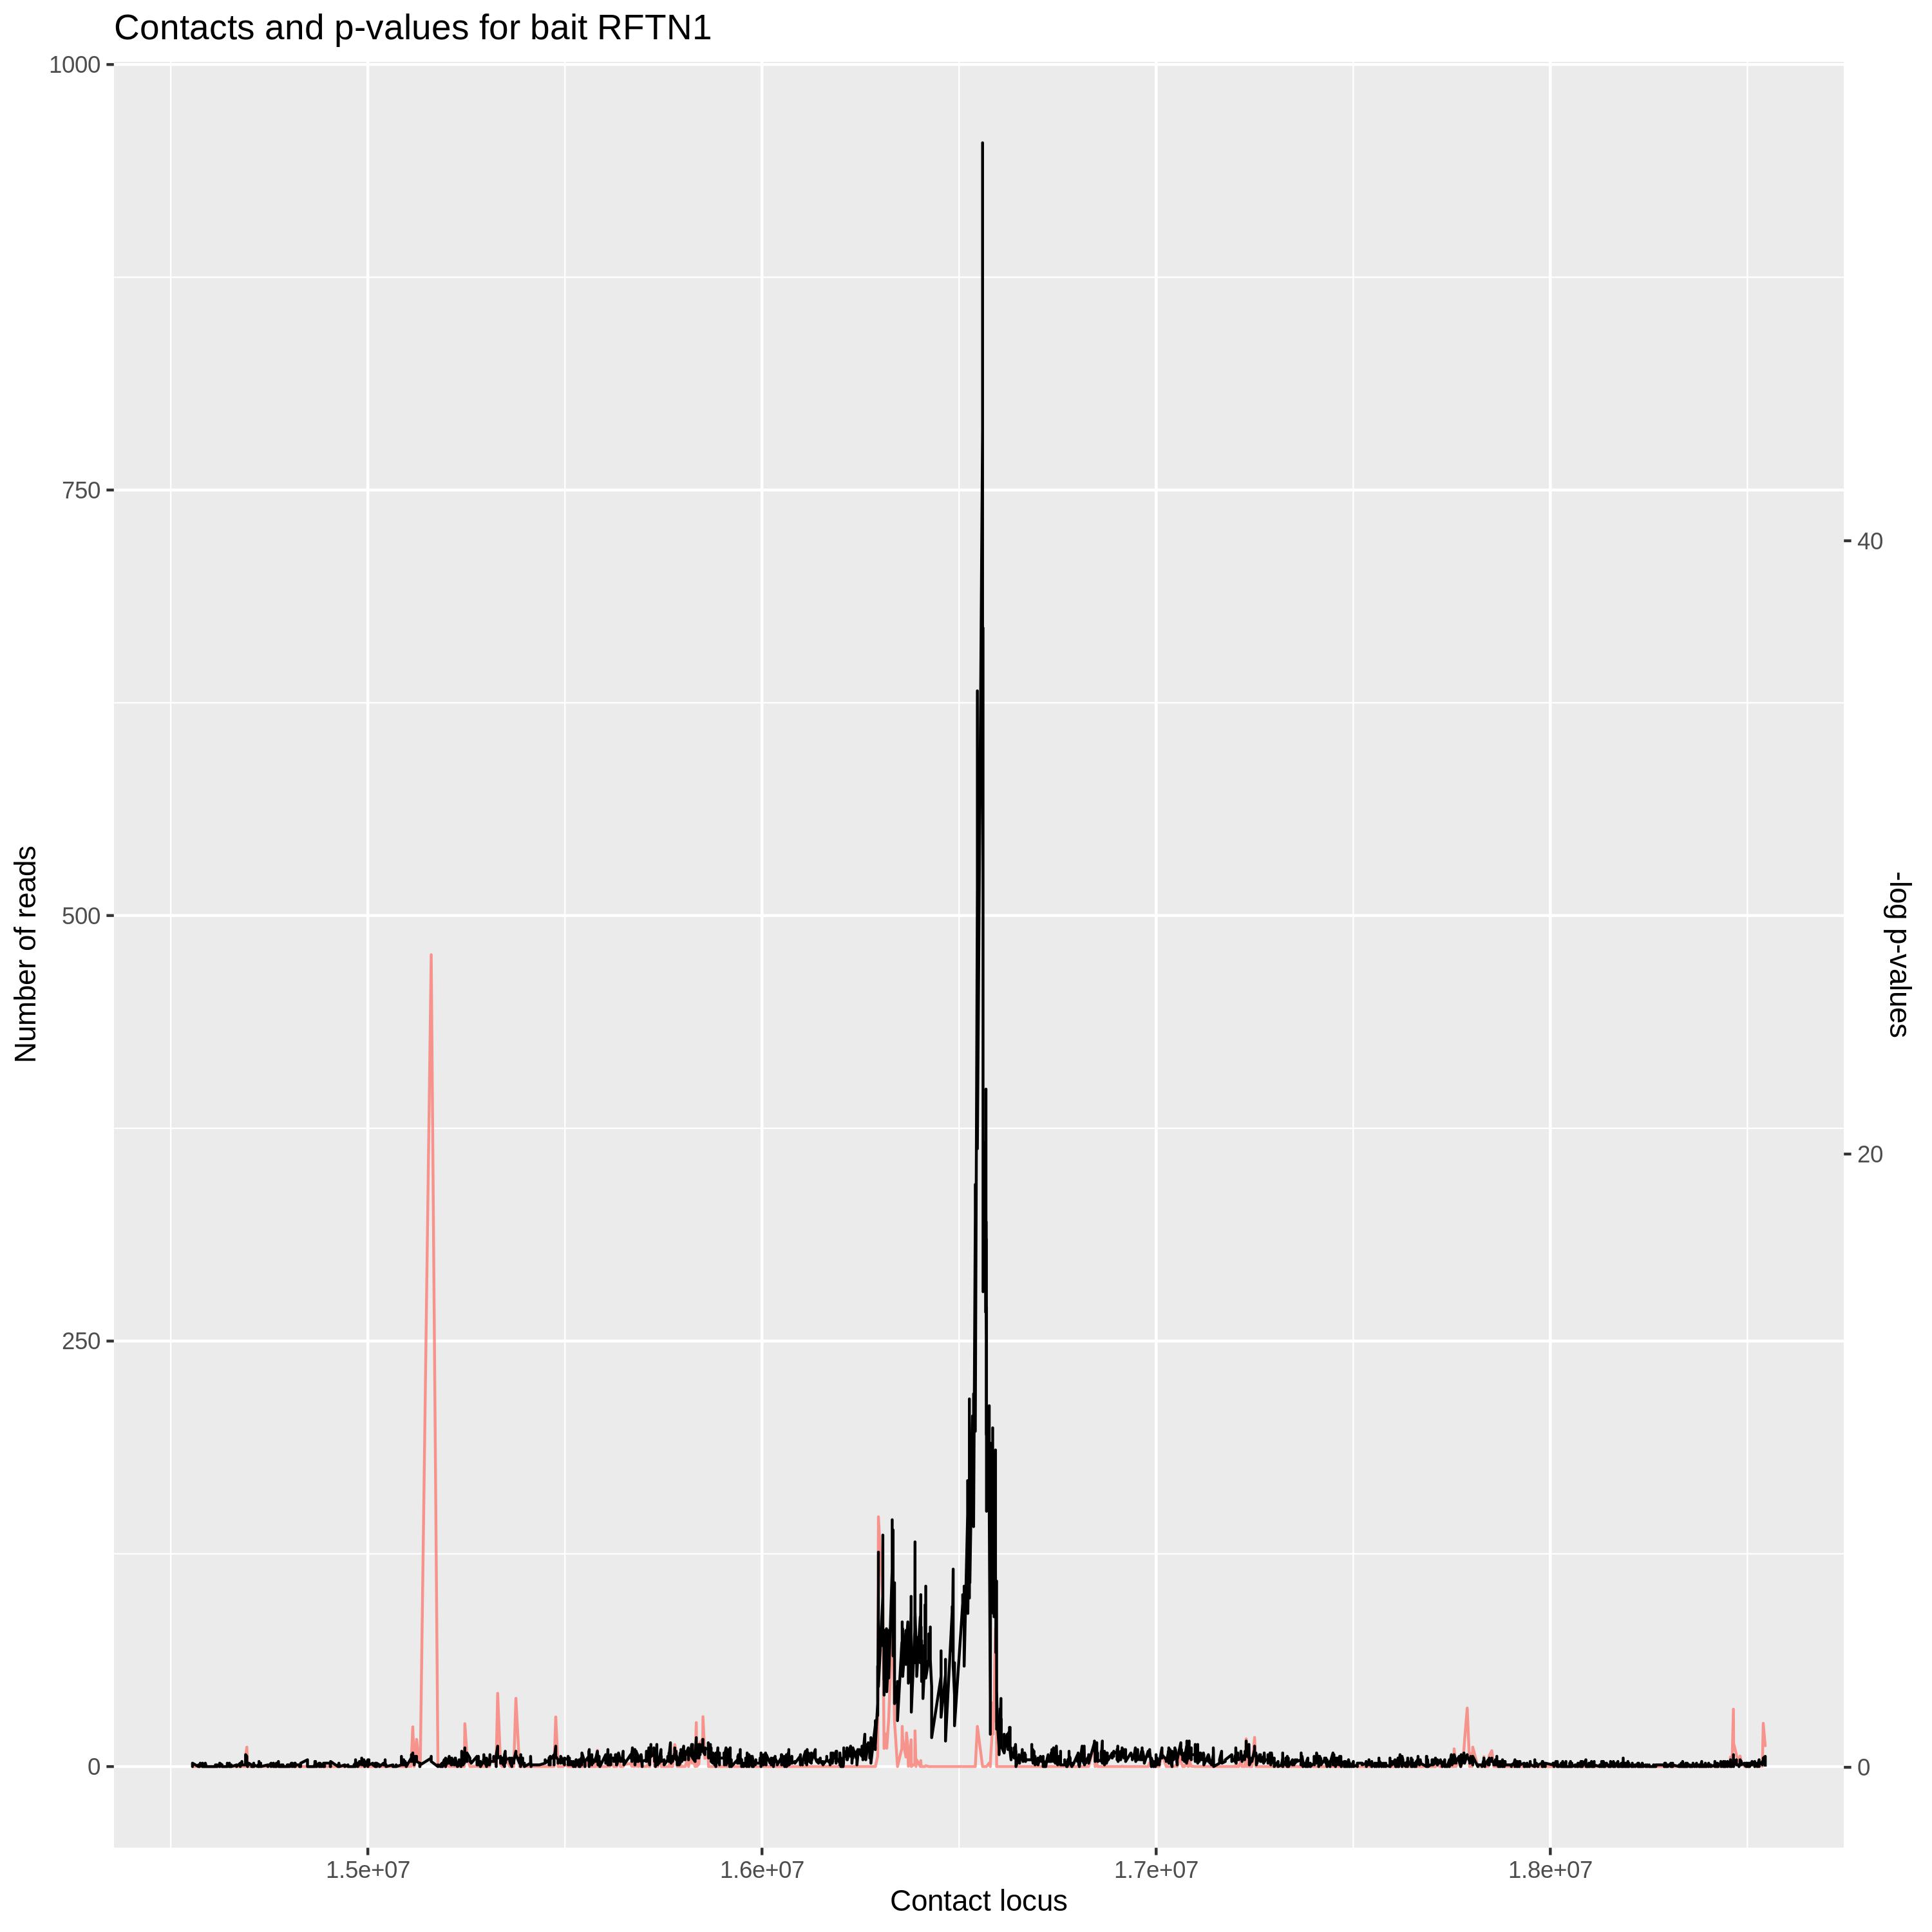 Contacts and p-values for bait RFTN1
1000
750
500
250
0
Number of reads
40
20
0
-log p-values
1.5e+07
1.6e+07
1.7e+07
1.8e+07
Contact locus